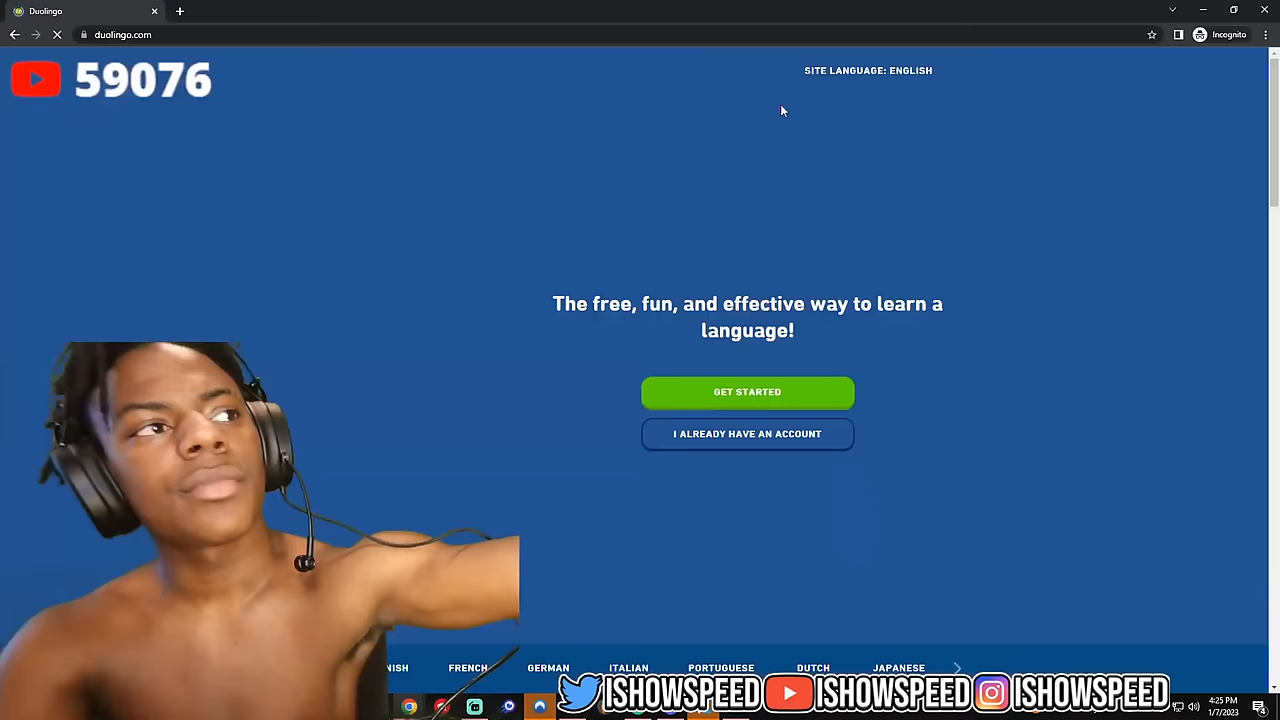 Duolingo
duolingo.com
Incognito
59076
SITE LANGUAGE: ENGLISH
The free, fun, and effective way to learn a
language!
GET STARTED
I ALREADY HAVE AN ACCOUNT
NISH FRENCH GERMAN ITALIAN PORTUGUESE DUTCH JAPANESE
ISHOWSPEED ISHOWSPEED ISHOWSPEED
4:25 PM
1/7/2023